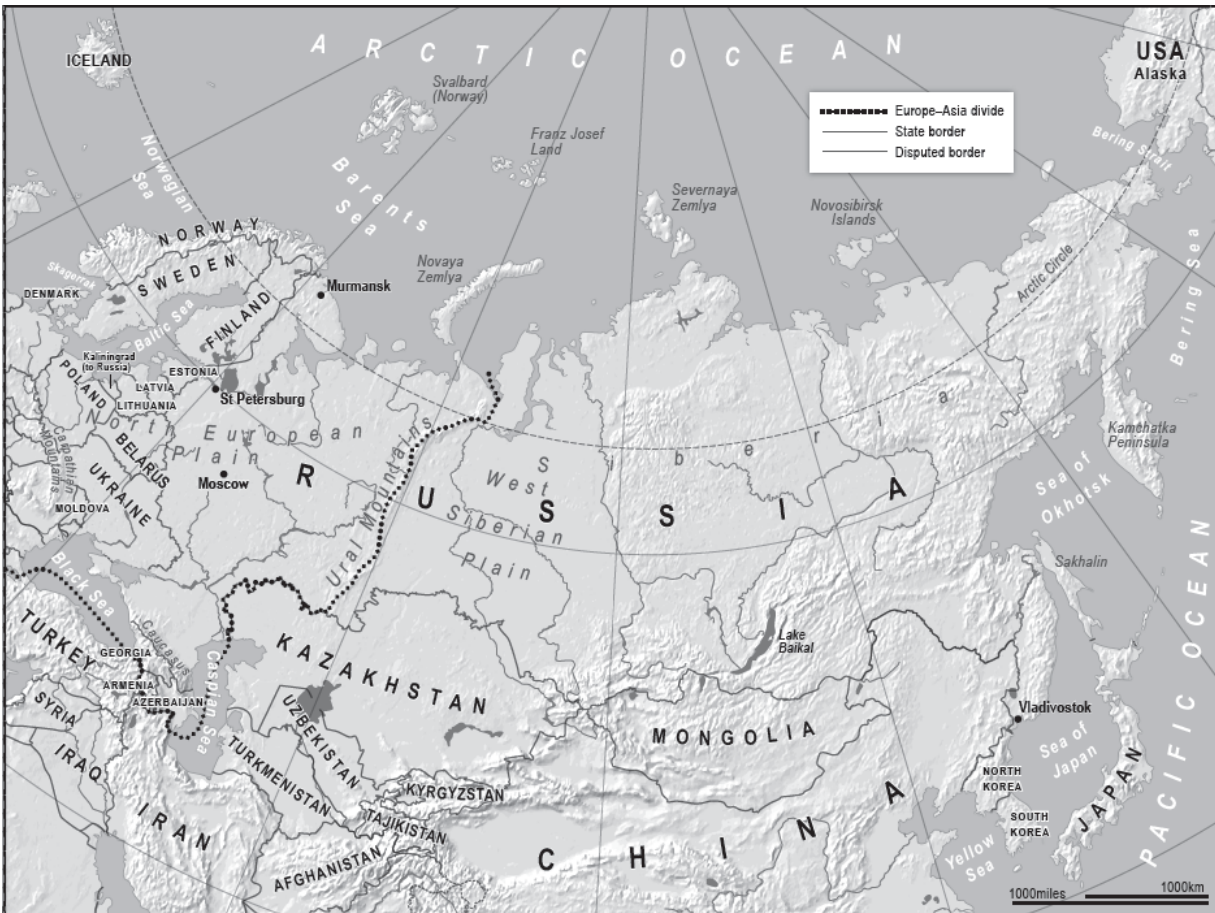 ARCTIC OCEAN
ICELAND
USA
Alaska
Svalbard
(Norway)
Europe–Asia divide
State border
Disputed border
Franz Josef
Land
Bering Strait
Norwegian
Sea
Barents
Sea
Severnaya
Zemlya
Novosibirsk
Islands
NORWAY
SWEDEN
Novaya
Zemlya
Arctic Circle
Bering Sea
Skagerrak
DENMARK
Murmansk
Baltic Sea
FINLAND
Kaliningrad
(to Russia)
ESTONIA
LATVIA
LITHUANIA
POLAND
St Petersburg
North European
Plain
BELARUS
Carpathian
Mountains
UKRAINE
MOLDOVA
Moscow
Ural Mountains
RUSSIA
Siberia
West
Siberian
Plain
Kamchatka
Peninsula
Sea of
Okhotsk
Sakhalin
PACIFIC OCEAN
Black Sea
TURKEY
GEORGIA
Caucasus
ARMENIA
AZERBAIJAN
Caspian Sea
KAZAKHSTAN
Lake
Baikal
SYRIA
IRAQ
IRAN
UZBEKISTAN
TURKMENISTAN
KYRGYZSTAN
TAJIKISTAN
AFGHANISTAN
MONGOLIA
CHINA
Vladivostok
Sea of
Japan
NORTH
KOREA
SOUTH
KOREA
JAPAN
Yellow
Sea
1000miles
1000km